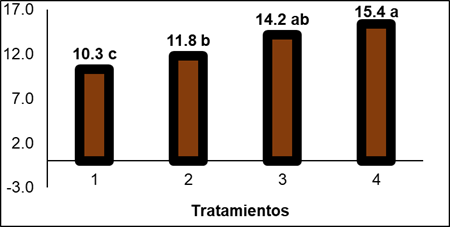 17.0
12.0
7.0
2.0
-3.0
10.3 c
11.8 b
14.2 ab
15.4 a
1 2 3 4
Tratamientos